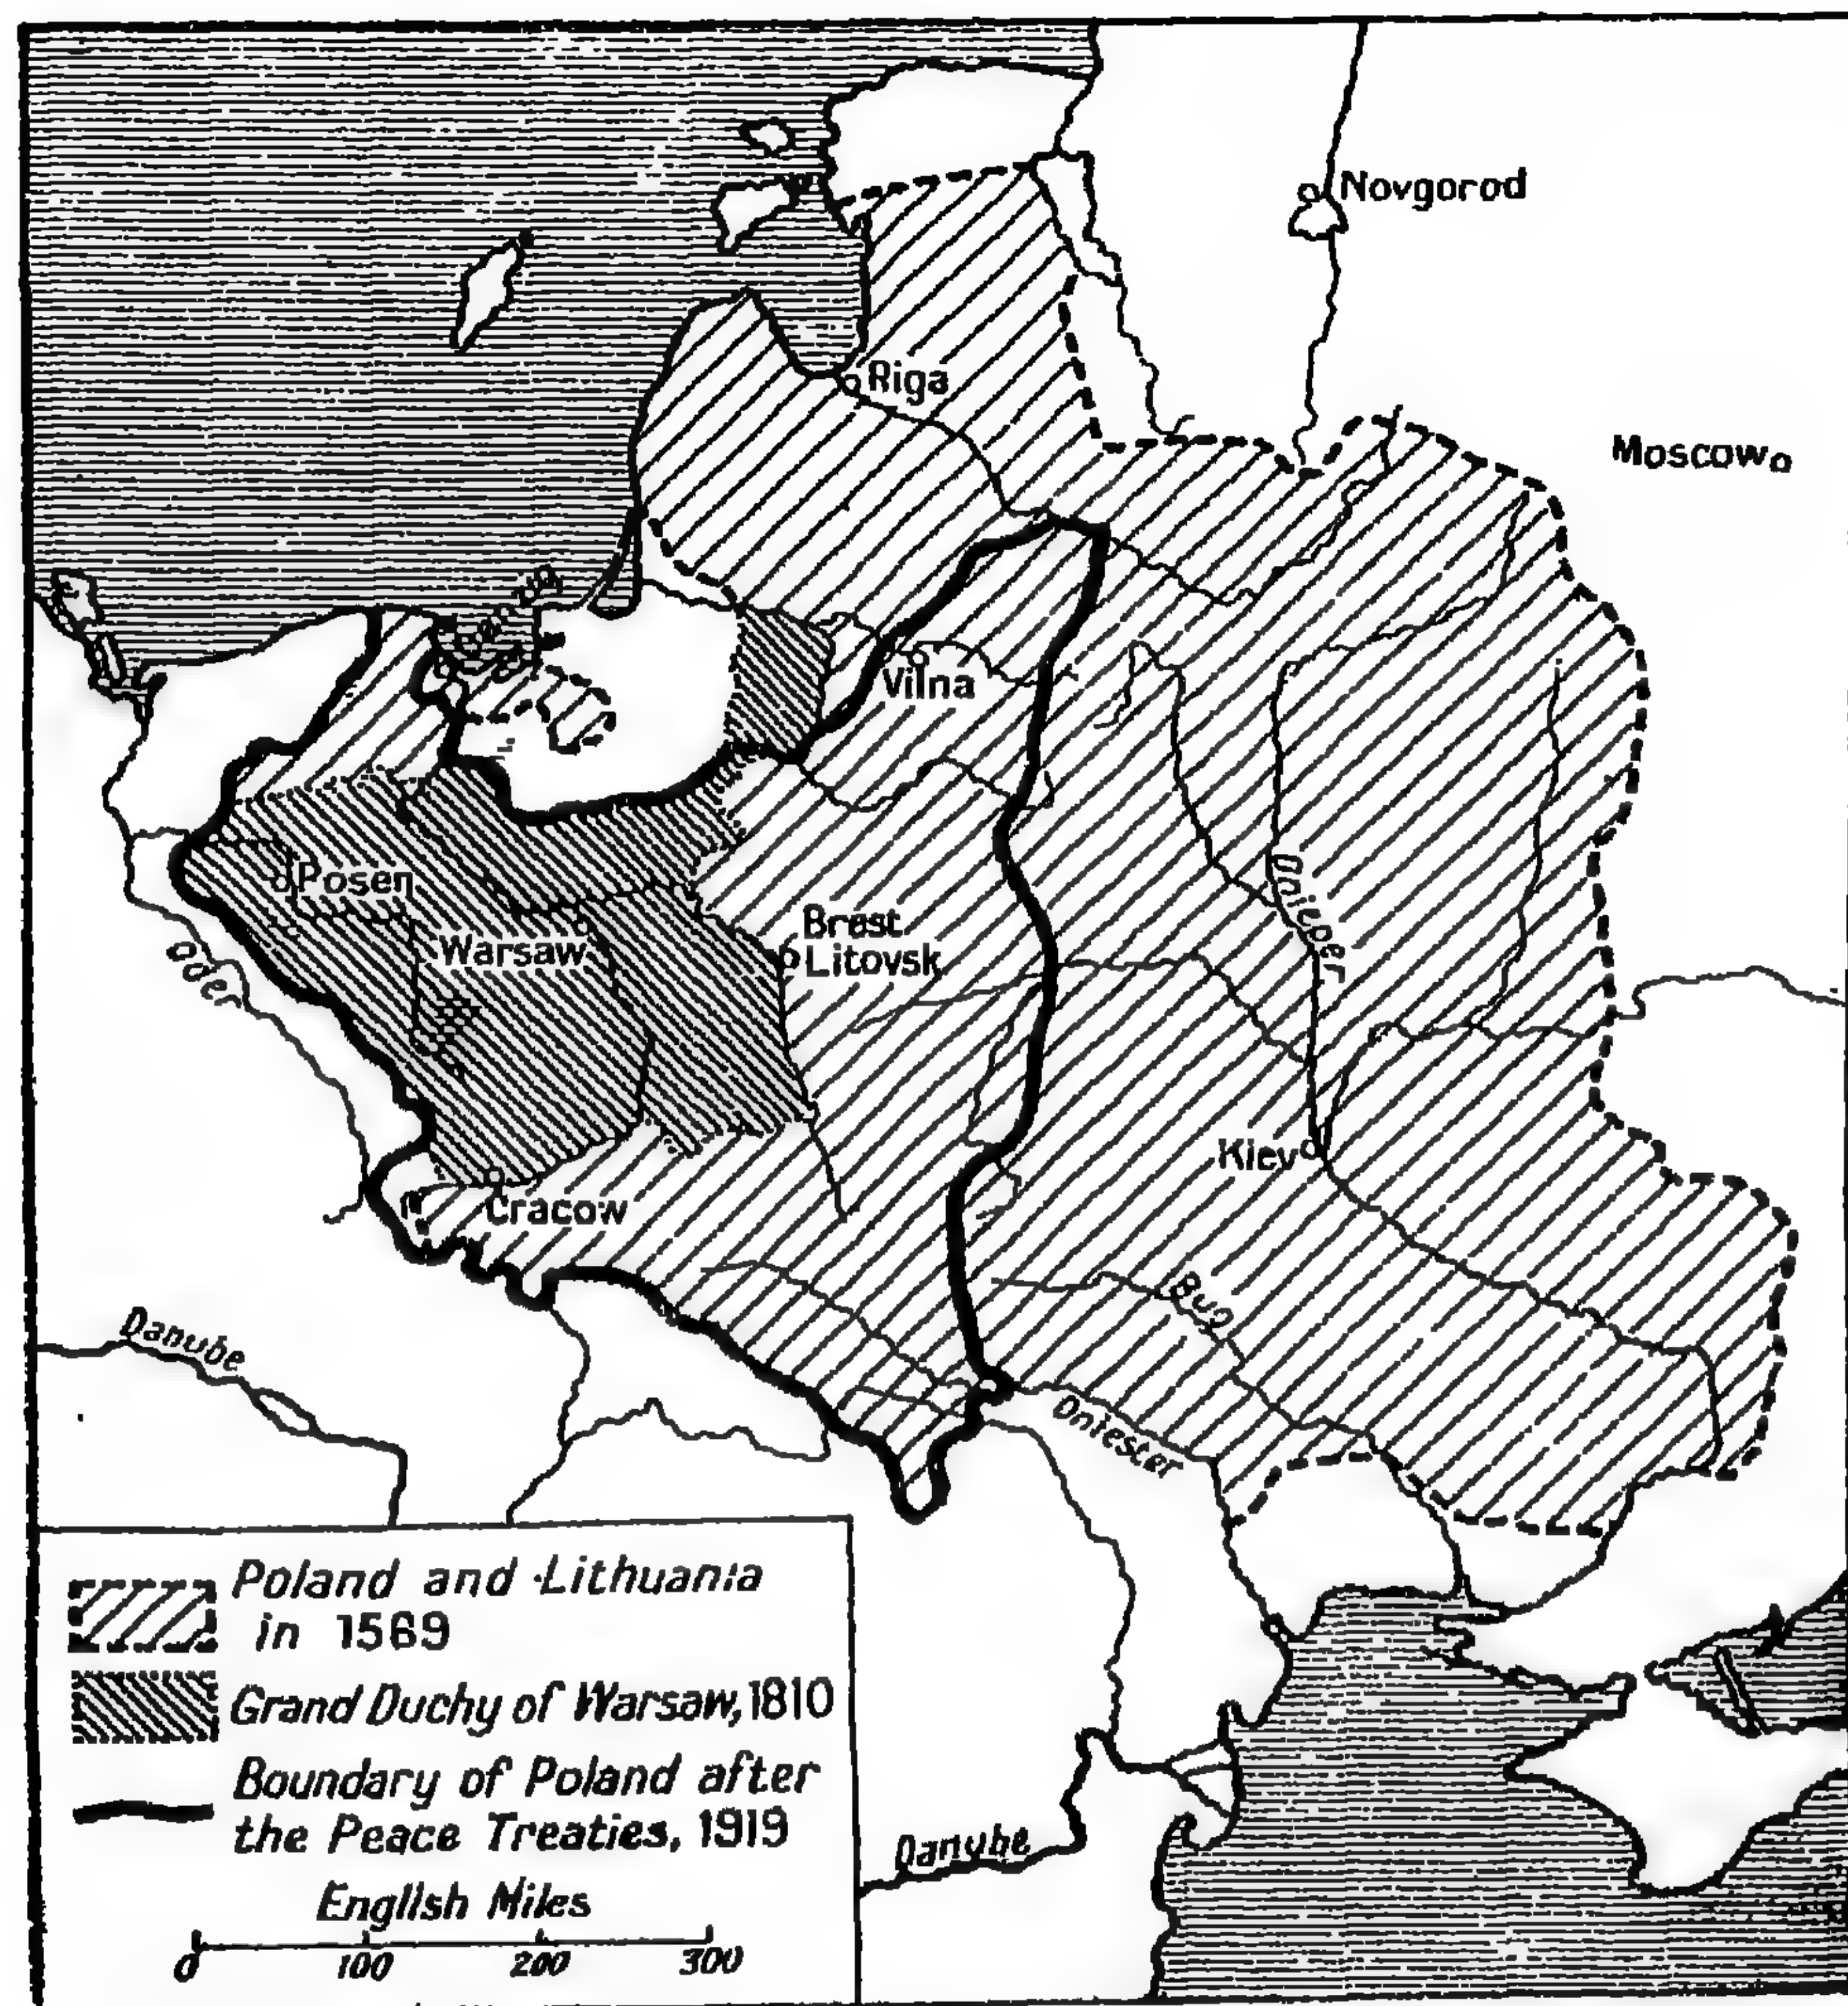 Novgorod
Moscow
Riga
Vilna
Dnieper
Posen
Warsaw
Brest
Litovsk
Oder
Kiev
Cracow
Bug
Danube
Dniester
Poland and Lithuania
in 1569
Grand Duchy of Warsaw, 1810
Boundary of Poland after
the Peace Treaties, 1919
English Miles
0 100 200 300
Danube